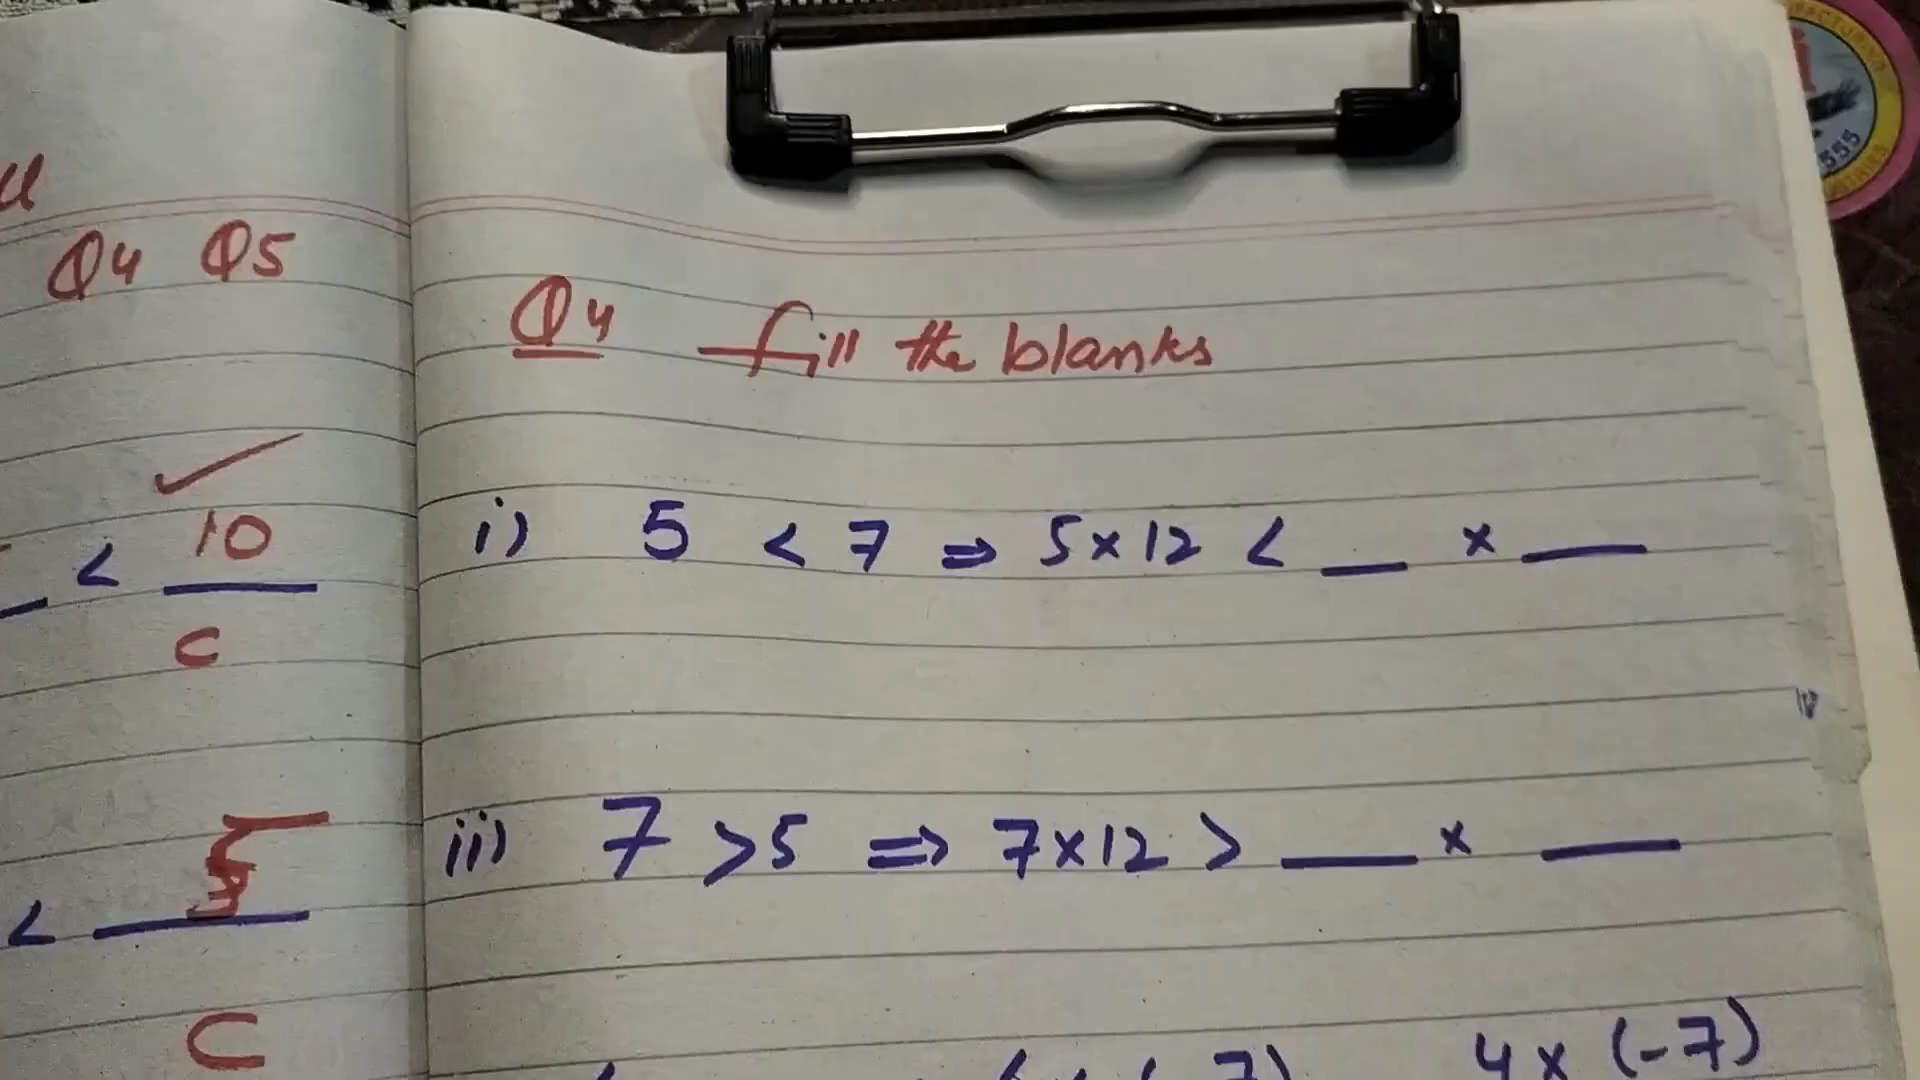 Q4 Q5
< 10
c
<
c
Q4 fill the blanks
i) 5 < 7 ⇒ 5 × 12 < __ × __
ii) 7 > 5 ⇒ 7 × 12 > __ × __
4 × (-7)
555